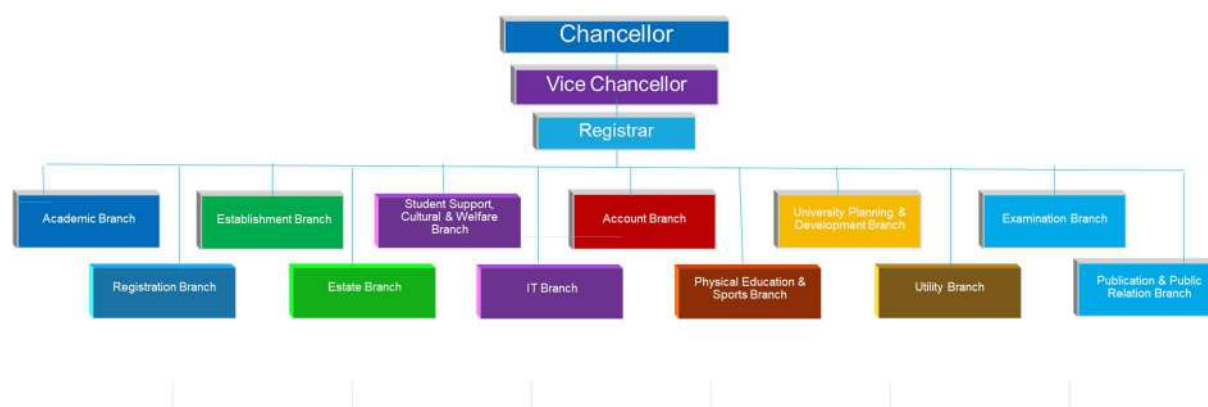 Chancellor
Vice Chancellor
Registrar
Academic Branch
Establishment Branch
Student Support,
Cultural & Welfare
Branch
Account Branch
University Planning &
Development Branch
Examination Branch
Registration Branch
Estate Branch
IT Branch
Physical Education &
Sports Branch
Utility Branch
Publication & Public
Relation Branch